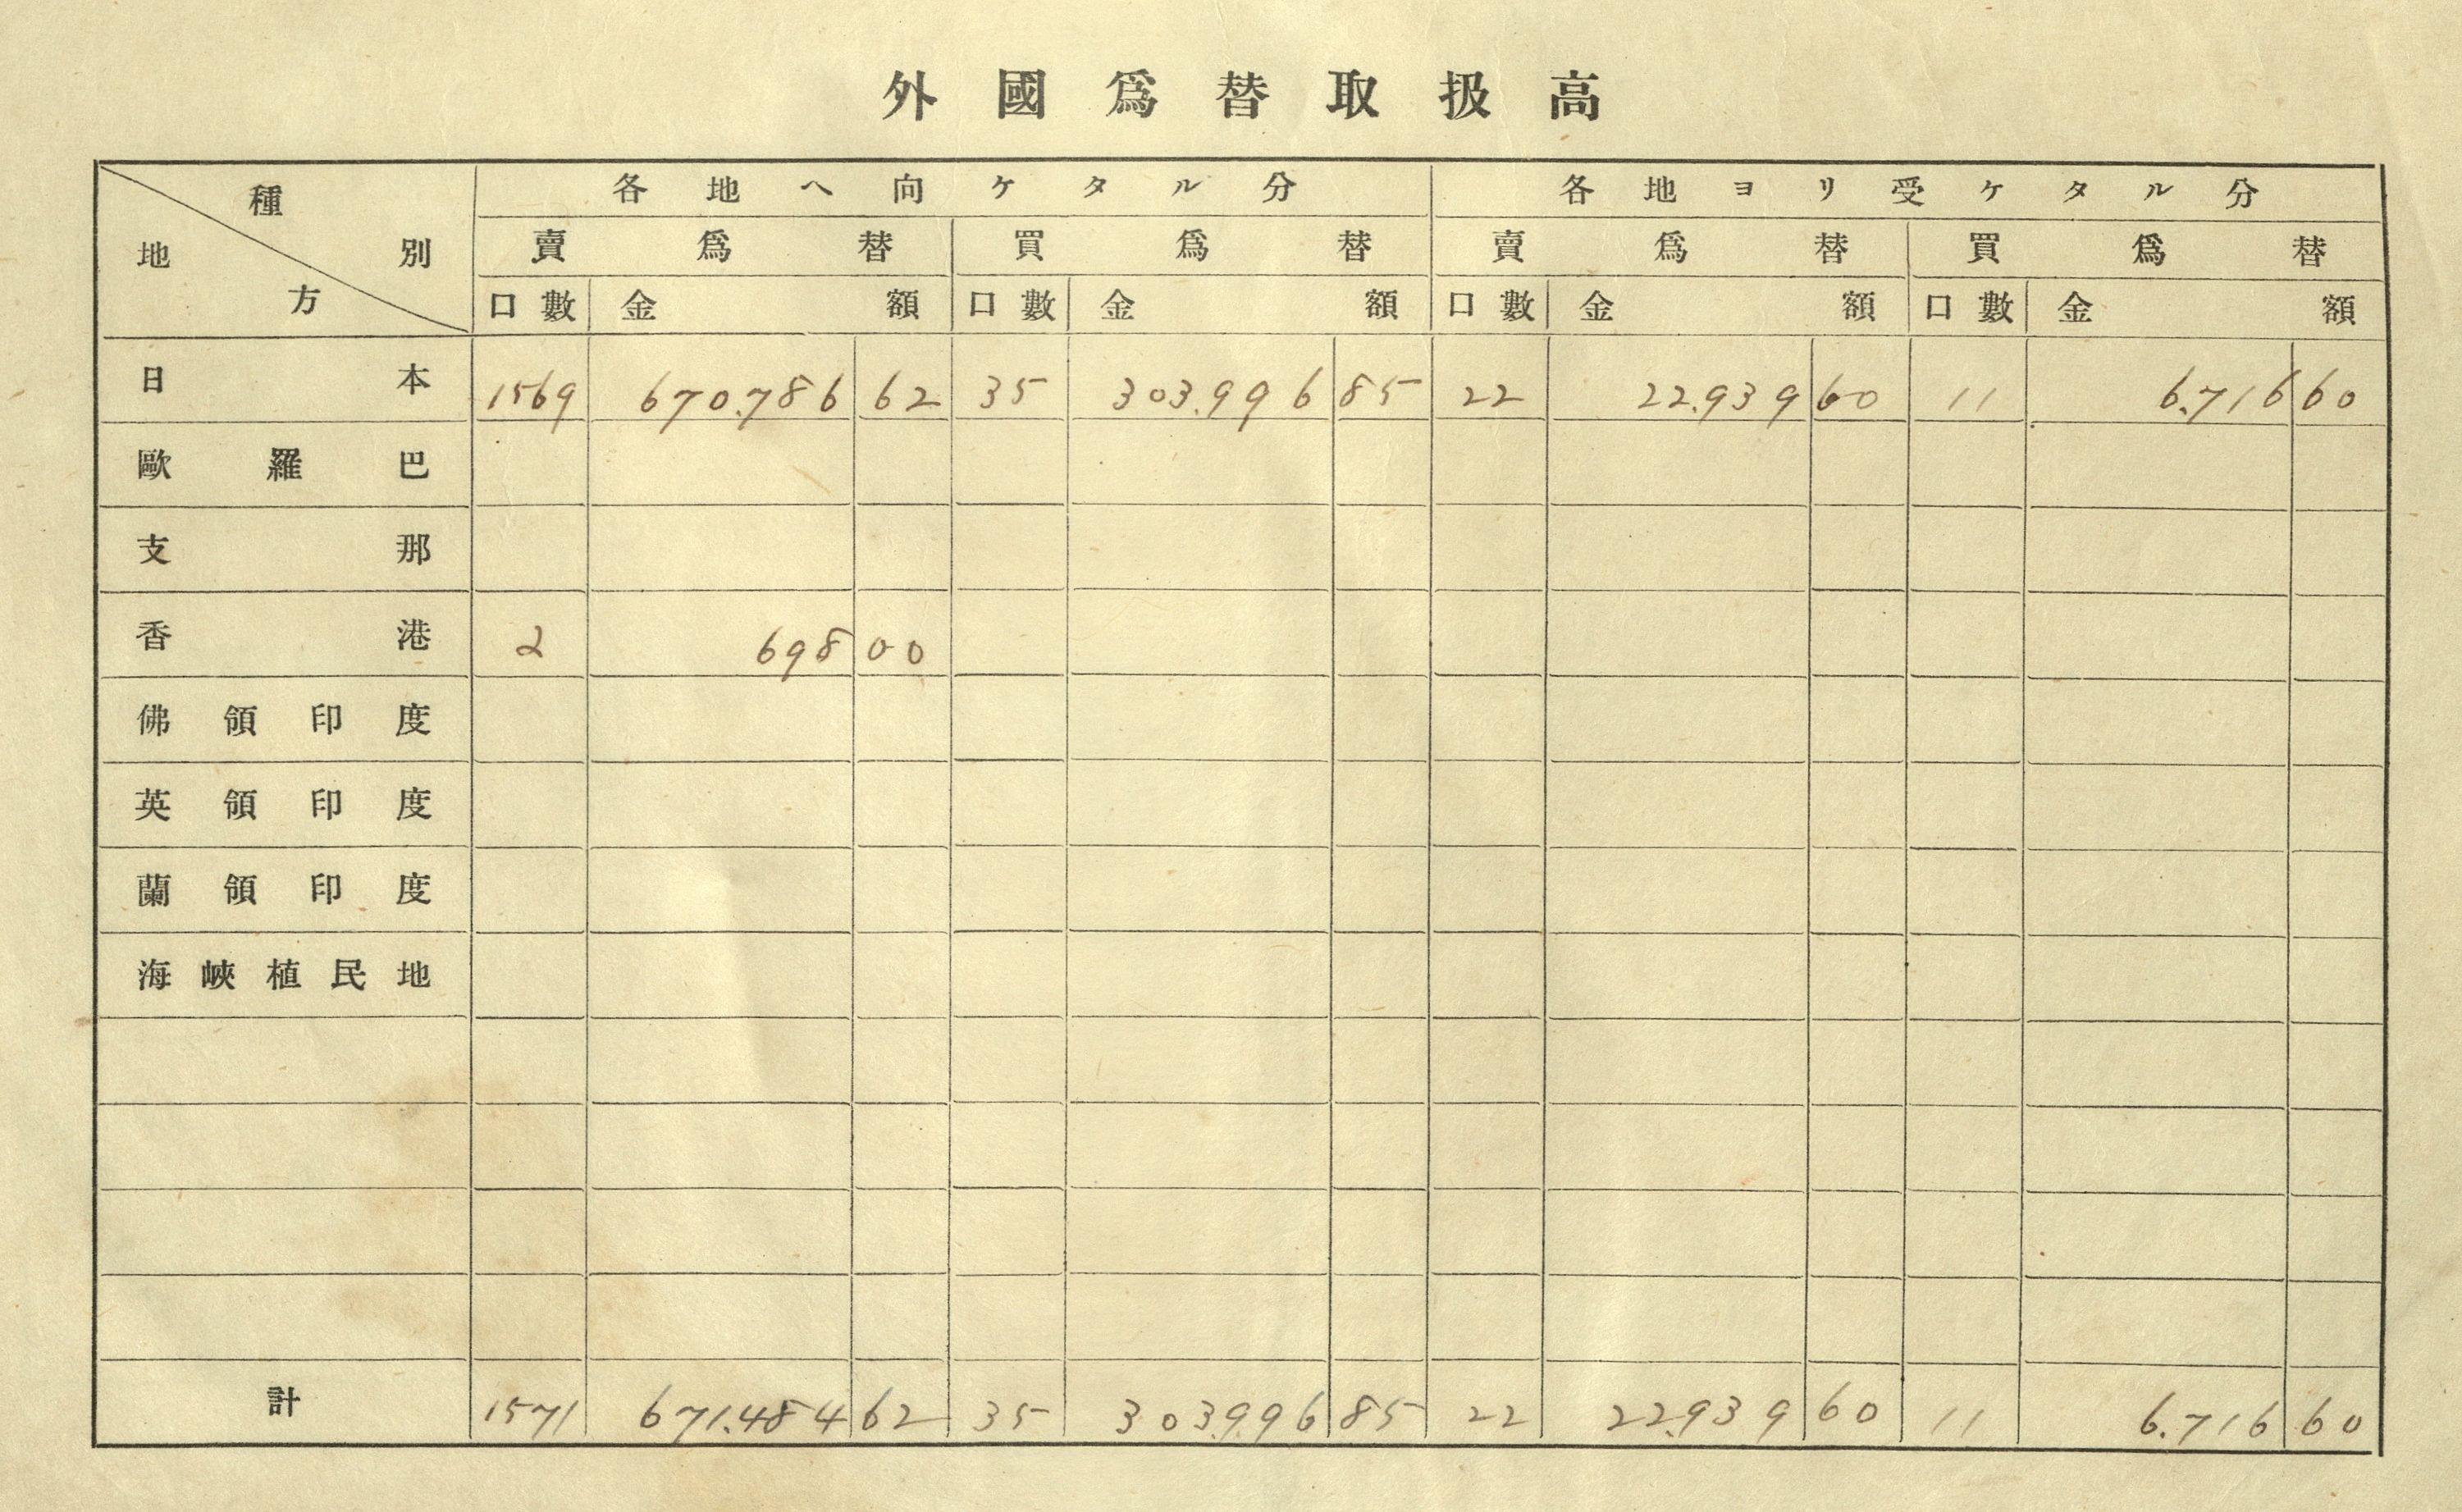 外國爲替取扱高
種別 地方 各地ヘ向ケタル分 各地ヨリ受ケタル分
賣爲替 買爲替 賣爲替 買爲替
口數 金額 口數 金額 口數 金額 口數 金額
日本 1569 670.786 62 35 303.996 85 22 22.939 60 11 6.716 60
歐羅巴
支那
香港 2 698 00
佛領印度
英領印度
蘭領印度
海峽植民地
計 1571 671.484 62 35 303.996 85 22 22.939 60 11 6.716 60